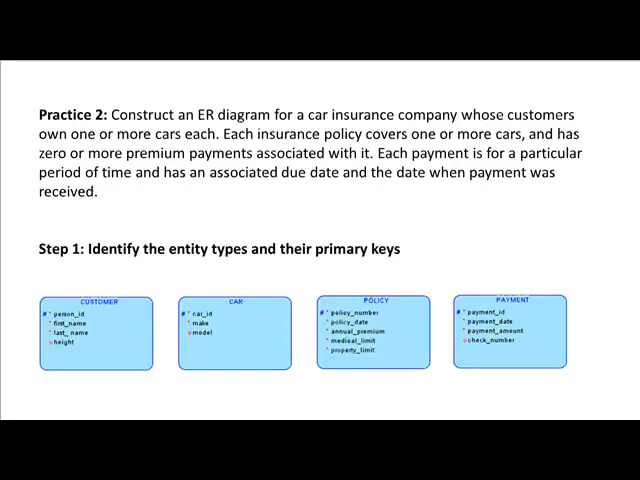 Practice 2: Construct an ER diagram for a car insurance company whose customers
own one or more cars each. Each insurance policy covers one or more cars, and has
zero or more premium payments associated with it. Each payment is for a particular
period of time and has an associated due date and the date when payment was
received.
Step 1: Identify the entity types and their primary keys
CUSTOMER
# * person_id
* first_name
* last_name
o height
CAR
# * car_id
* make
o model
POLICY
# * policy_number
* policy_date
* annual_premium
* medical_limit
* property_limit
PAYMENT
# * payment_id
* payment_date
* payment_amount
o check_number